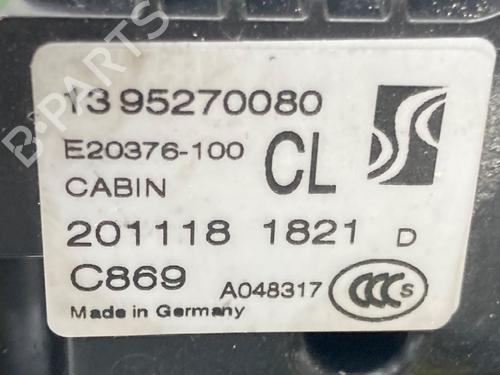 B-PARTS
13 95270080
E20376-100
CL
CABIN
201118 1821 D
C869
A048317
CCC S
Made in Germany